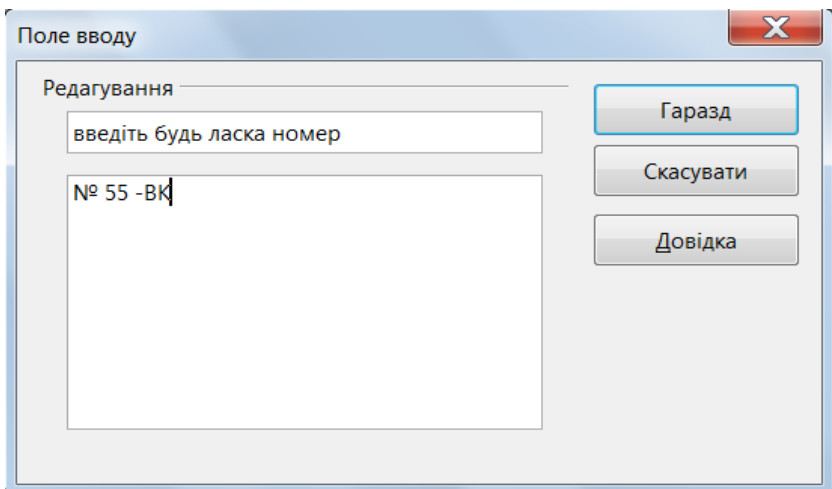 Поле вводу
Редагування
введіть будь ласка номер
№ 55 -ВК
Гаразд
Скасувати
Довідка